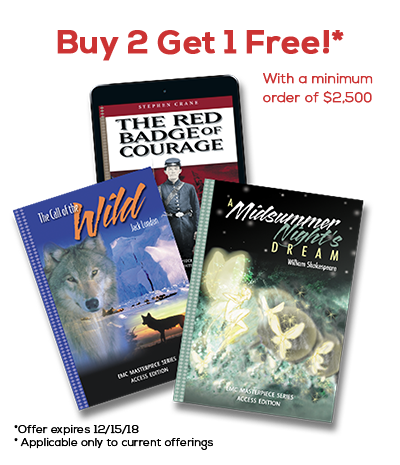 Buy 2 Get 1 Free!*
With a minimum
order of $2,500
STEPHEN CRANE
THE RED
BADGE OF
COURAGE
The Call of the
Wild
Jack London
EMC MASTERPIECE SERIES
ACCESS EDITION
A
Midsummer
Night's
DREAM
William Shakespeare
EMC MASTERPIECE SERIES
ACCESS EDITION
*Offer expires 12/15/18
* Applicable only to current offerings